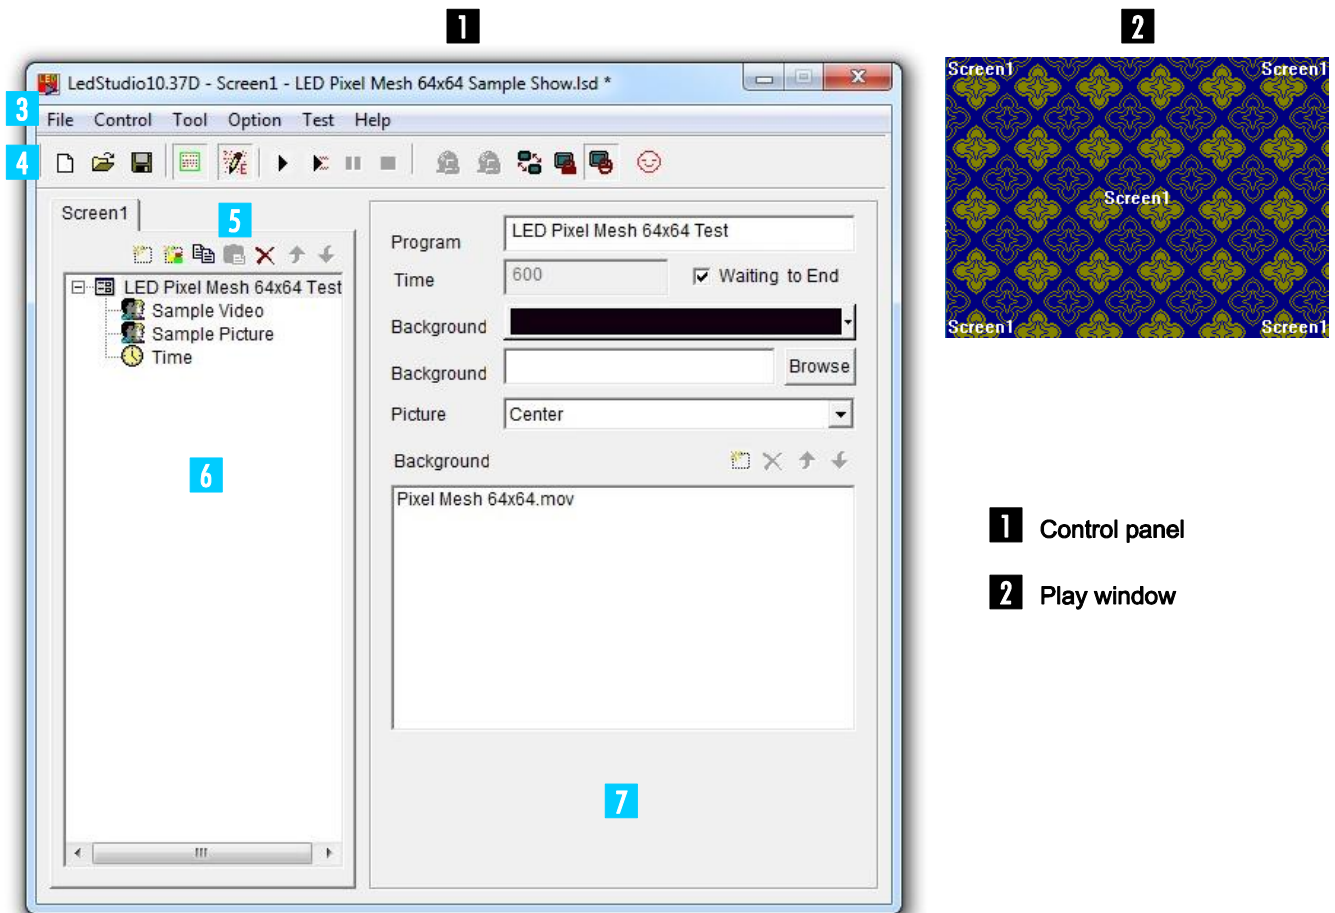 1
2
LedStudio10.37D - Screen1 - LED Pixel Mesh 64x64 Sample Show.lsd *
3
File Control Tool Option Test Help
4
E
Screen1
5
LED Pixel Mesh 64x64 Test
Sample Video
Sample Picture
Time
6
Program
LED Pixel Mesh 64x64 Test
Time
600
Waiting to End
Background
Background
Browse
Picture
Center
Background
Pixel Mesh 64x64.mov
7
Screen1
Screen1
Screen1
Screen1
Screen1
1 Control panel
2 Play window